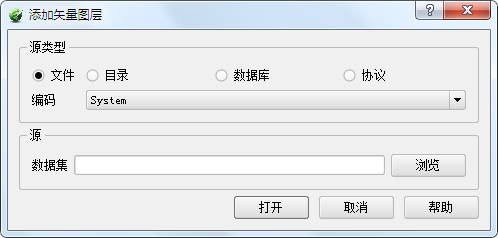 添加矢量图层
源类型
文件 目录 数据库 协议
编码 System
源
数据集 浏览
打开 取消 帮助